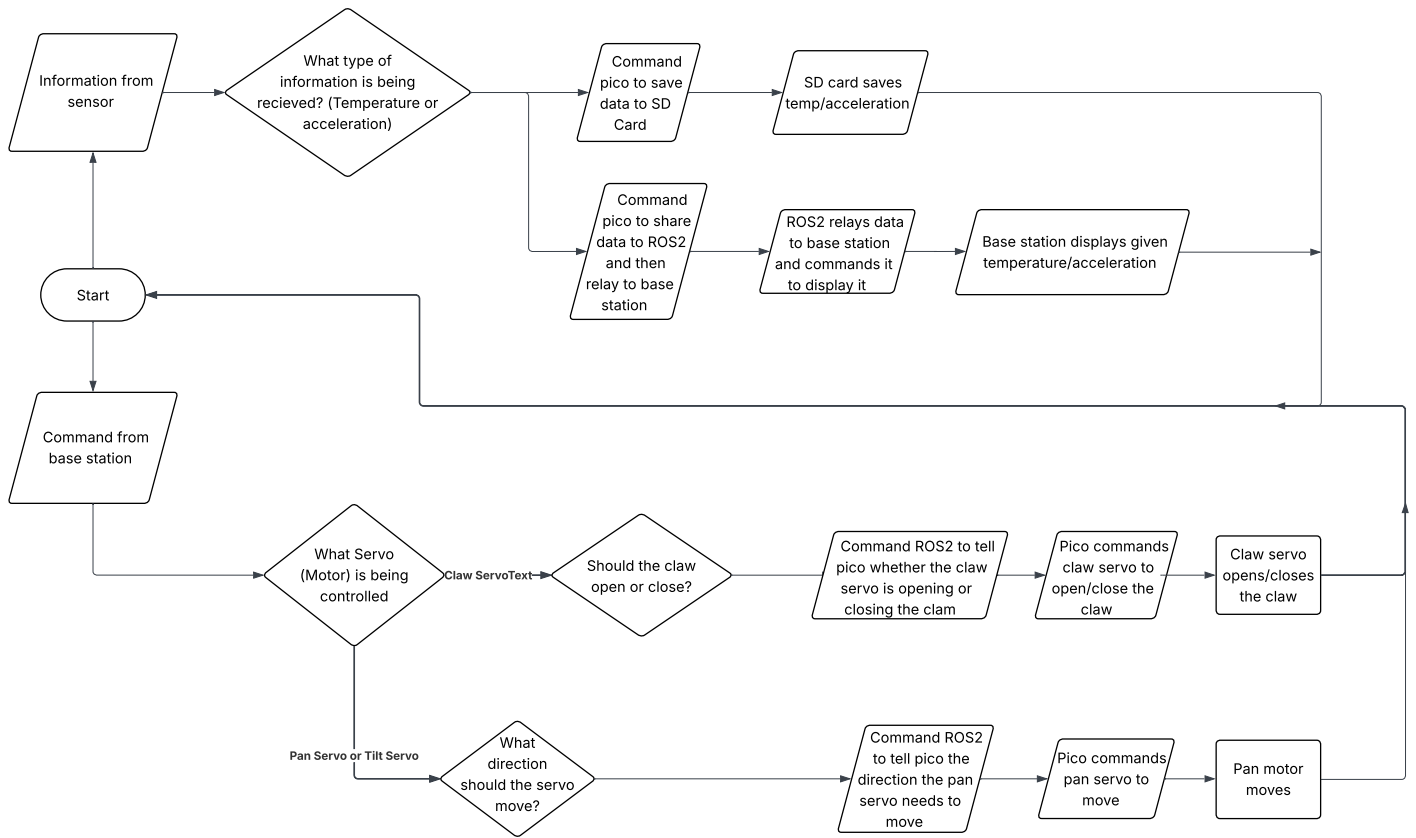 Information from
sensor
What type of
information is being
recieved? (Temperature or
acceleration)
Command
pico to save
data to SD
Card
SD card saves
temp/acceleration
Command
pico to share
data to ROS2
and then
relay to base
station
ROS2 relays data
to base station
and commands it
to display it
Base station displays given
temperature/acceleration
Start
Command from
base station
What Servo
(Motor) is being
controlled
Claw ServoText
Should the claw
open or close?
Command ROS2 to tell
pico whether the claw
servo is opening or
closing the clam
Pico commands
claw servo to
open/close the
claw
Claw servo
opens/closes
the claw
Pan Servo or Tilt Servo
What
direction
should the servo
move?
Command ROS2
to tell pico the
direction the pan
servo needs to
move
Pico commands
pan servo to
move
Pan motor
moves